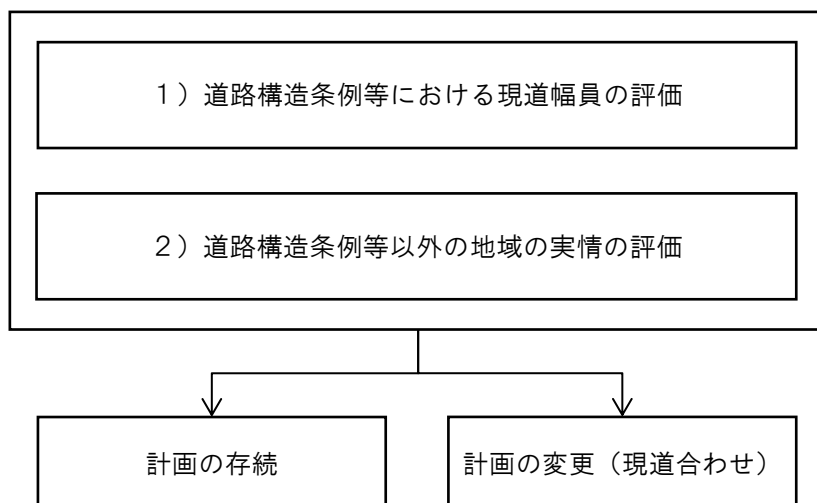 １）道路構造条例等における現道幅員の評価
２）道路構造条例等以外の地域の実情の評価
計画の存続
計画の変更（現道合わせ）